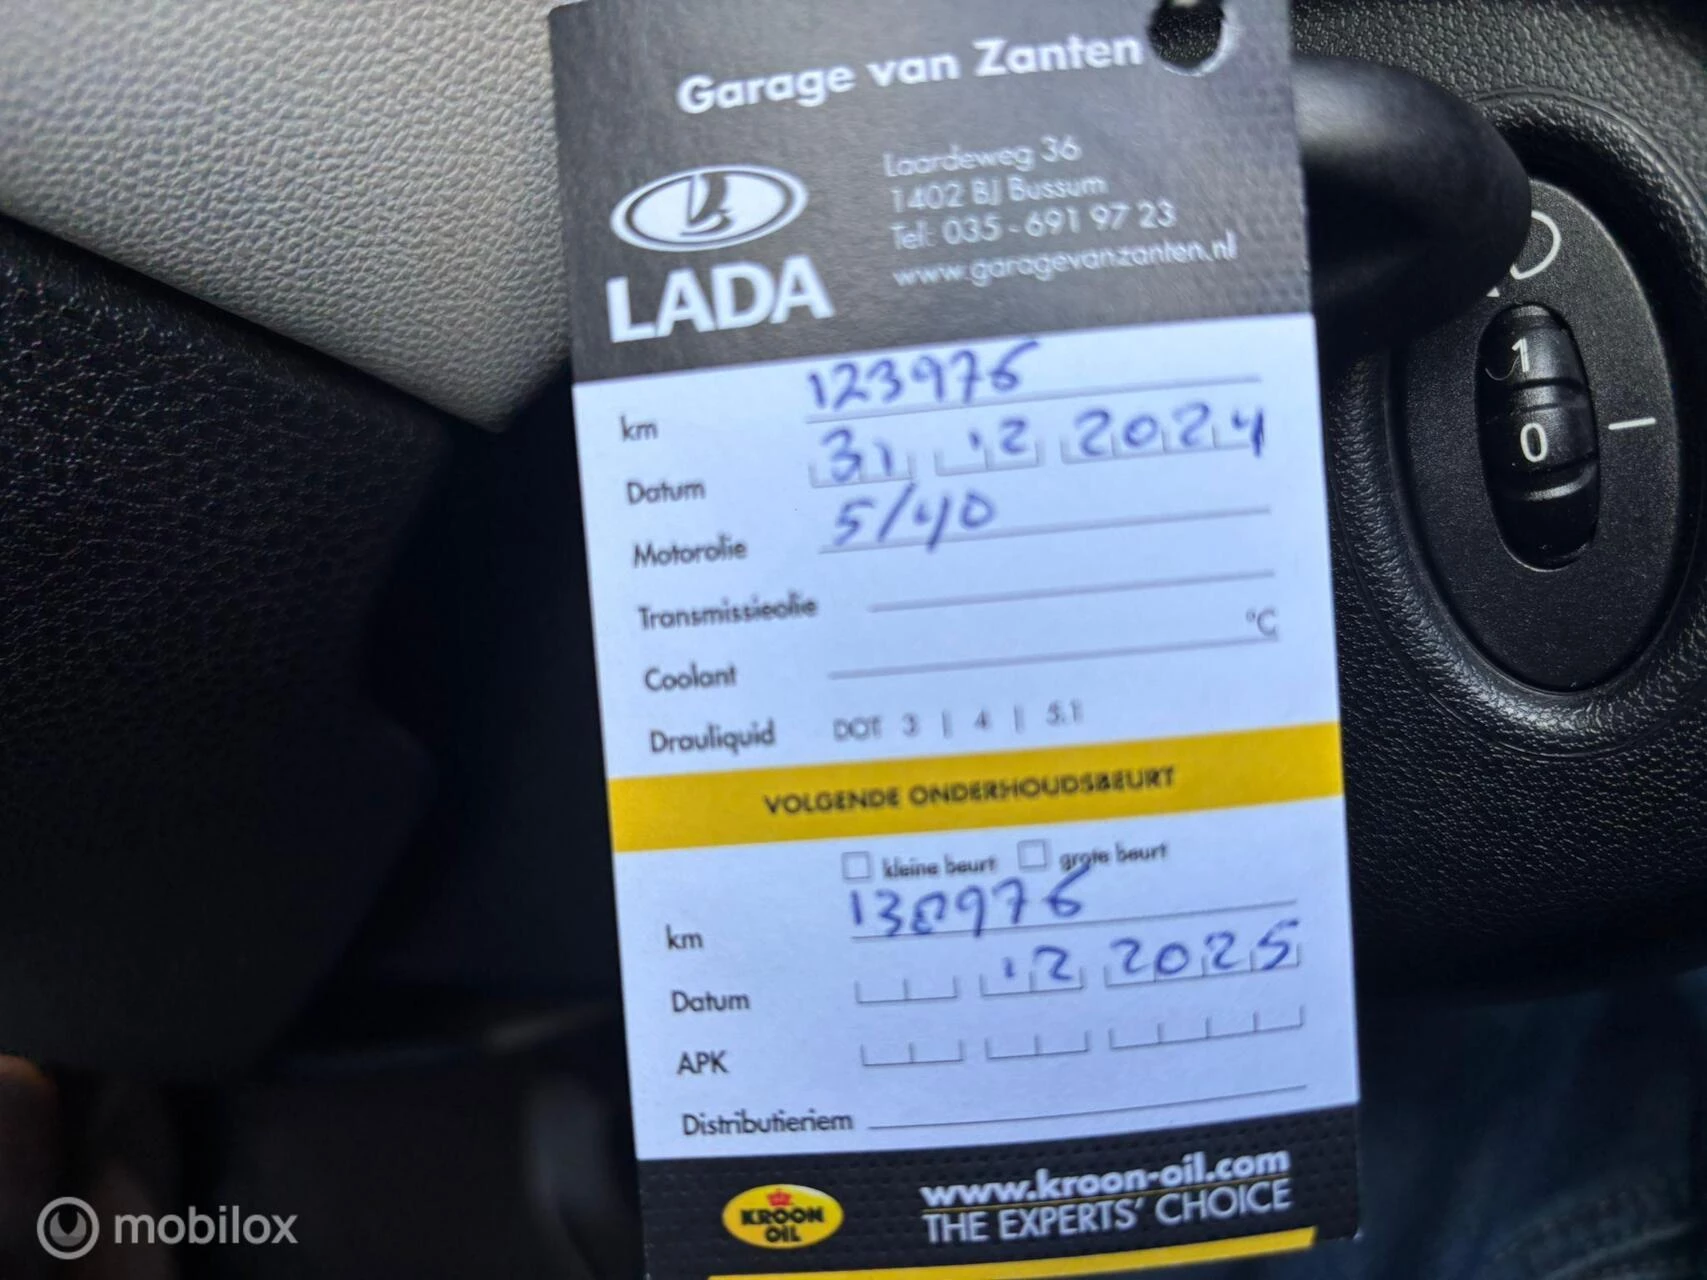 Garage van Zanten
Laardeweg 36
1402 BJ Bussum
Tel: 035 - 691 97 23
www.garagevanzanten.nl
LADA
km 123976
Datum 31 12 2024
Motorolie 5/40
Transmissieolie
Coolant °C
Drauliquid DOT 3 | 4 | 5.1
VOLGENDE ONDERHOUDSBEURT
kleine beurt grote beurt
km 130976
Datum 12 2025
APK
Distributieriem
KROON
OIL
www.kroon-oil.com
THE EXPERTS' CHOICE
1
0
mobilox